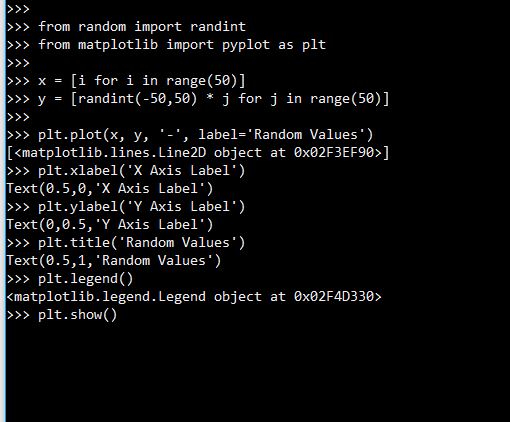 >>>
>>> from random import randint
>>> from matplotlib import pyplot as plt
>>>
>>> x = [i for i in range(50)]
>>> y = [randint(-50,50) * j for j in range(50)]
>>>
>>> plt.plot(x, y, '-', label='Random Values')
[<matplotlib.lines.Line2D object at 0x02F3EF90>]
>>> plt.xlabel('X Axis Label')
Text(0.5,0,'X Axis Label')
>>> plt.ylabel('Y Axis Label')
Text(0,0.5,'Y Axis Label')
>>> plt.title('Random Values')
Text(0.5,1,'Random Values')
>>> plt.legend()
<matplotlib.legend.Legend object at 0x02F4D330>
>>> plt.show()